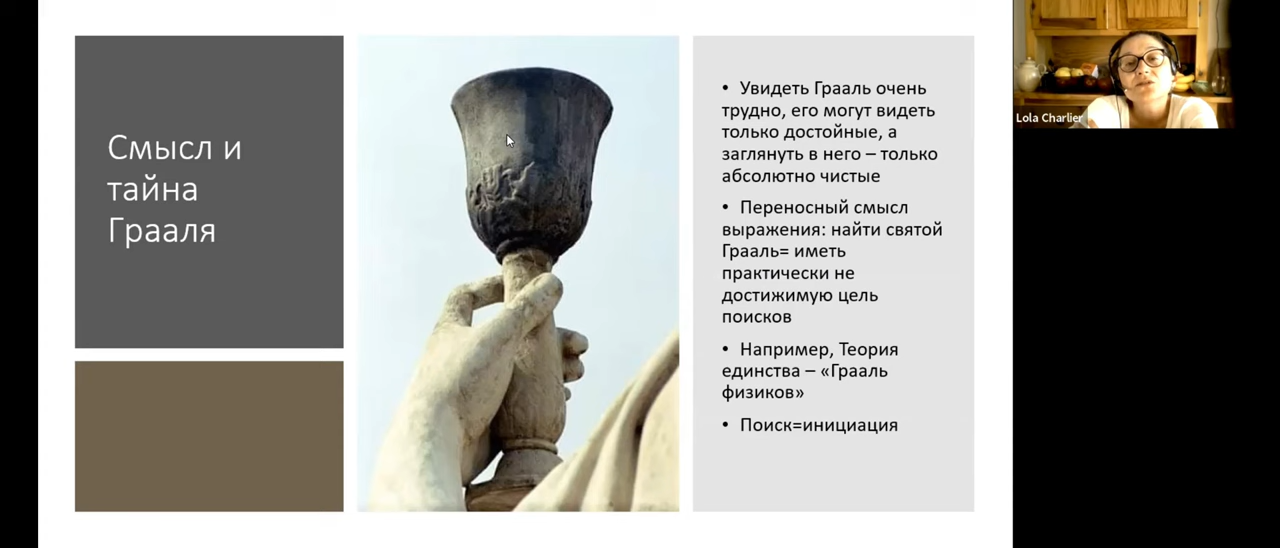 Смысл и
тайна
Грааля
• Увидеть Грааль очень
трудно, его могут видеть
только достойные, а
заглянуть в него – только
абсолютно чистые
• Переносный смысл
выражения: найти святой
Грааль= иметь
практически не
достижимую цель
поисков
• Например, Теория
единства – «Грааль
физиков»
• Поиск=инициация
Lola Charlier